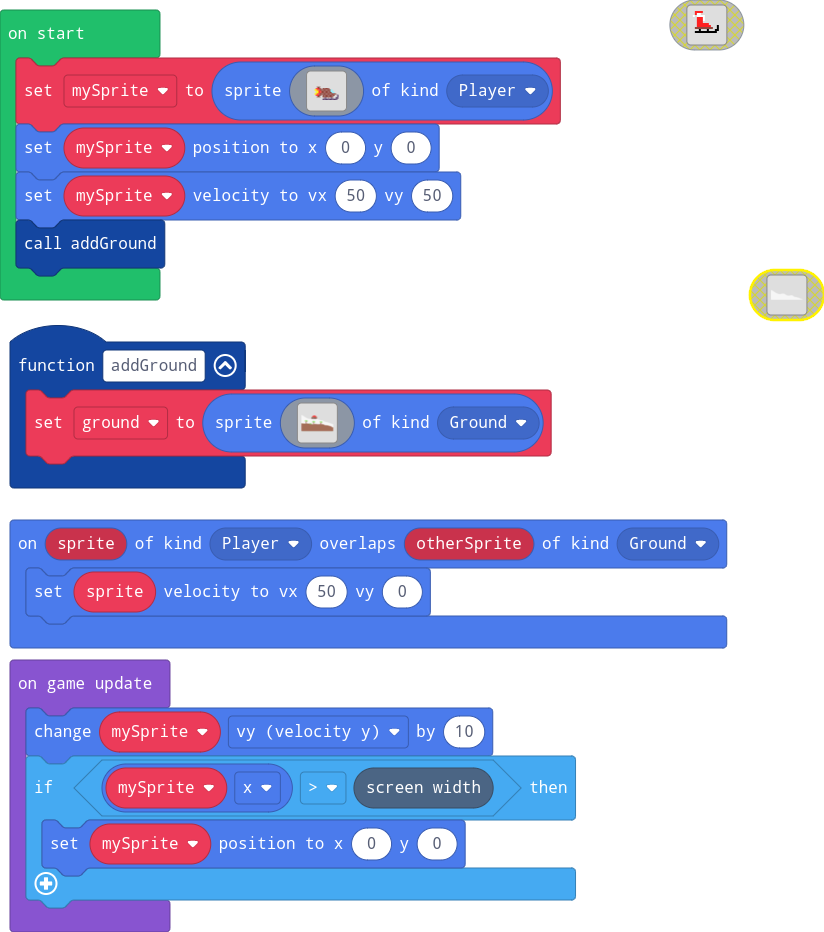 on start
set mySprite to sprite of kind Player
set mySprite position to x 0 y 0
set mySprite velocity to vx 50 vy 50
call addGround
function addGround
set ground to sprite of kind Ground
on sprite of kind Player overlaps otherSprite of kind Ground
set sprite velocity to vx 50 vy 0
on game update
change mySprite vy (velocity y) by 10
if mySprite x > screen width then
set mySprite position to x 0 y 0